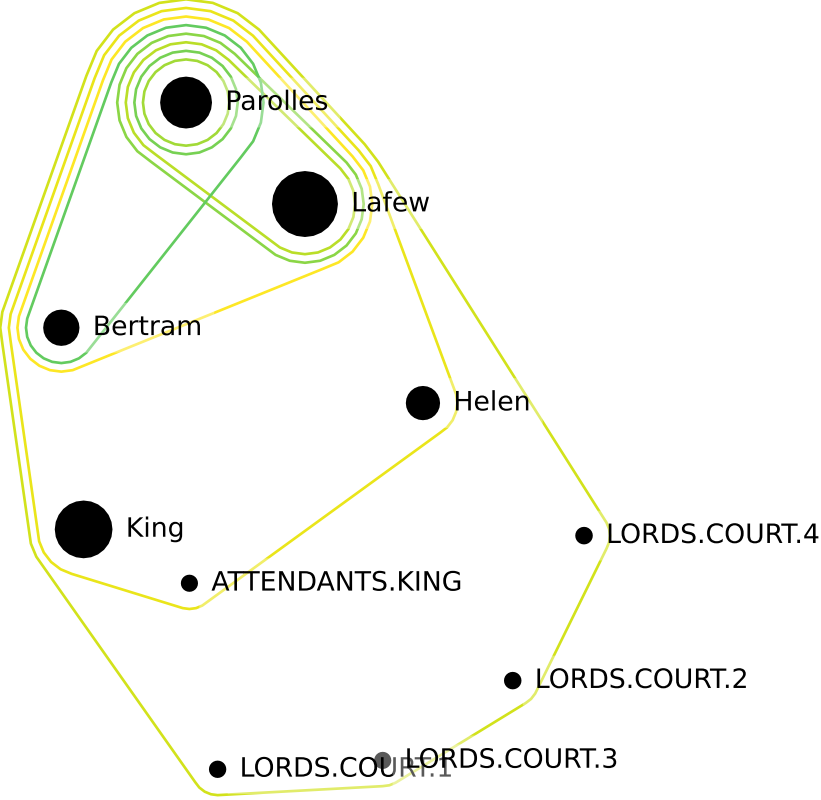 Parolles
Lafew
Bertram
Helen
King
LORDS.COURT.4
ATTENDANTS.KING
LORDS.COURT.2
LORDS.COURT.3
LORDS.COURT.1